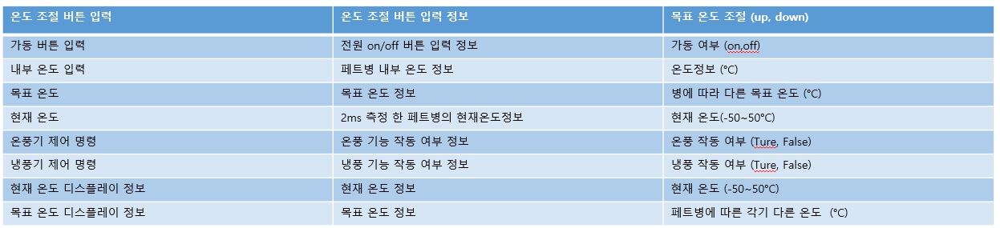 온도 조절 버튼 입력 온도 조절 버튼 입력 정보 목표 온도 조절 (up, down)
가동 버튼 입력 전원 on/off 버튼 입력 정보 가동 여부 (on,off)
내부 온도 입력 페트병 내부 온도 정보 온도정보 (°C)
목표 온도 목표 온도 정보 병에 따라 다른 목표 온도 (°C)
현재 온도 2ms 측정 한 페트병의 현재온도정보 현재 온도(-50~50°C)
온풍기 제어 명령 온풍 기능 작동 여부 정보 온풍 작동 여부 (Ture, False)
냉풍기 제어 명령 냉풍 기능 작동 여부 정보 냉풍 작동 여부 (Ture, False)
현재 온도 디스플레이 정보 현재 온도 정보 현재 온도 (-50~50°C)
목표 온도 디스플레이 정보 목표 온도 정보 페트병에 따른 각기 다른 온도 (°C)